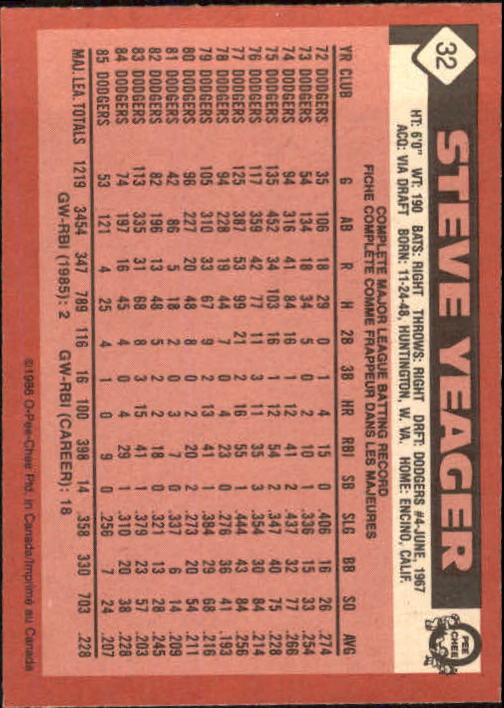 32
STEVE YEAGER
O PEE CHEE
HT: 6'0" WT: 190 BATS: RIGHT THROWS: RIGHT DRFT: DODGERS #4-JUNE, 1967
ACQ: VIA DRAFT BORN: 11-24-48, HUNTINGTON, W. VA. HOME: ENCINO, CALIF.
COMPLETE MAJOR LEAGUE BATTING RECORD
FICHE COMPLÈTE COMME FRAPPEUR DANS LES MAJEURES
YR CLUB G AB R H 2B 3B HR RBI SB SLG BB SO AVG
72 DODGERS 35 106 18 29 0 1 4 15 0 .406 16 26 .274
73 DODGERS 54 134 18 34 5 0 2 10 1 .336 15 33 .254
74 DODGERS 94 316 41 84 16 1 12 41 2 .437 32 77 .266
75 DODGERS 135 452 34 103 16 1 12 54 2 .347 40 75 .228
76 DODGERS 117 359 42 77 11 3 11 35 3 .354 30 84 .214
77 DODGERS 125 387 53 99 21 2 16 55 1 .444 43 84 .256
78 DODGERS 94 228 19 44 7 0 4 23 0 .276 36 41 .193
79 DODGERS 105 310 33 67 9 2 13 41 1 .384 29 68 .216
80 DODGERS 96 227 20 48 8 0 2 20 2 .273 20 54 .211
81 DODGERS 42 86 5 18 2 0 3 7 0 .337 6 14 .209
82 DODGERS 82 196 13 48 5 2 2 18 0 .321 13 28 .245
83 DODGERS 113 335 31 68 8 3 15 41 1 .379 23 57 .203
84 DODGERS 74 197 16 45 4 0 4 29 1 .310 20 38 .228
85 DODGERS 53 121 4 25 4 1 0 9 0 .256 7 24 .207
MAJ. LEA. TOTALS 1219 3454 347 789 116 16 100 398 14 .358 330 703 .228
GW-RBI (1985): 2 GW-RBI (CAREER): 18
©1986 O-Pee-Chee Ptd. in Canada/Imprimé au Canada